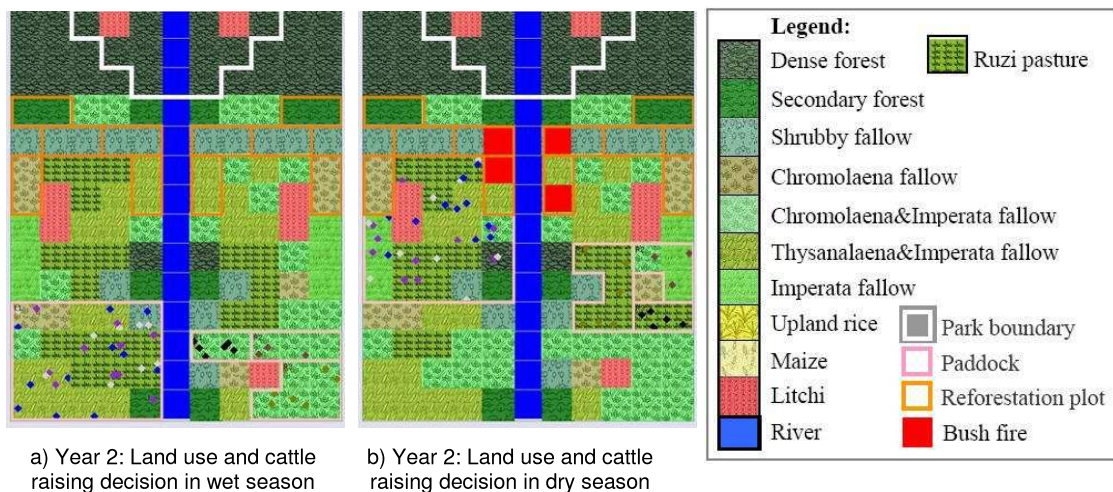 Legend:
Dense forest
Ruzi pasture
Secondary forest
Shrubby fallow
Chromolaena fallow
Chromolaena&Imperata fallow
Thysanalaena&Imperata fallow
Imperata fallow
Upland rice
Park boundary
Maize
Paddock
Litchi
Reforestation plot
River
Bush fire
a) Year 2: Land use and cattle
raising decision in wet season
b) Year 2: Land use and cattle
raising decision in dry season